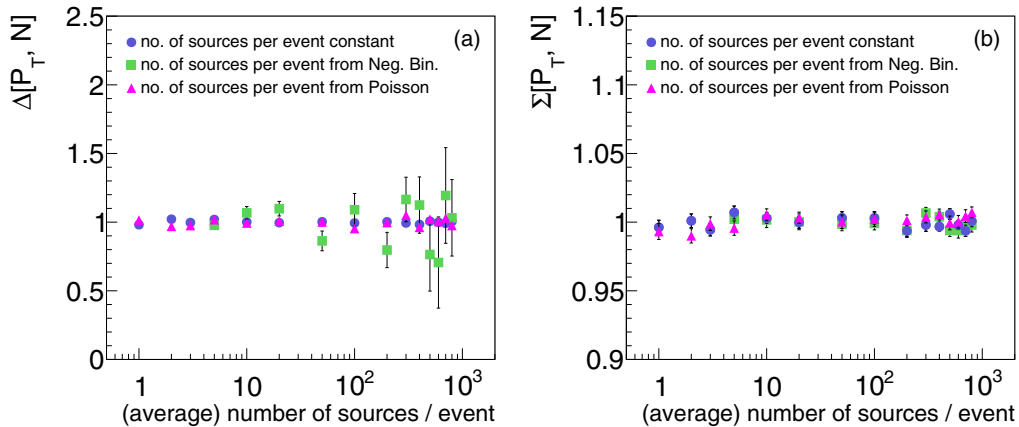 Δ[P_T, N]
2.5
2
1.5
1
0.5
0
(a)
no. of sources per event constant
no. of sources per event from Neg. Bin.
no. of sources per event from Poisson
1 10 10² 10³
(average) number of sources / event
Σ[P_T, N]
1.15
1.1
1.05
1
0.95
0.9
(b)
no. of sources per event constant
no. of sources per event from Neg. Bin.
no. of sources per event from Poisson
1 10 10² 10³
(average) number of sources / event